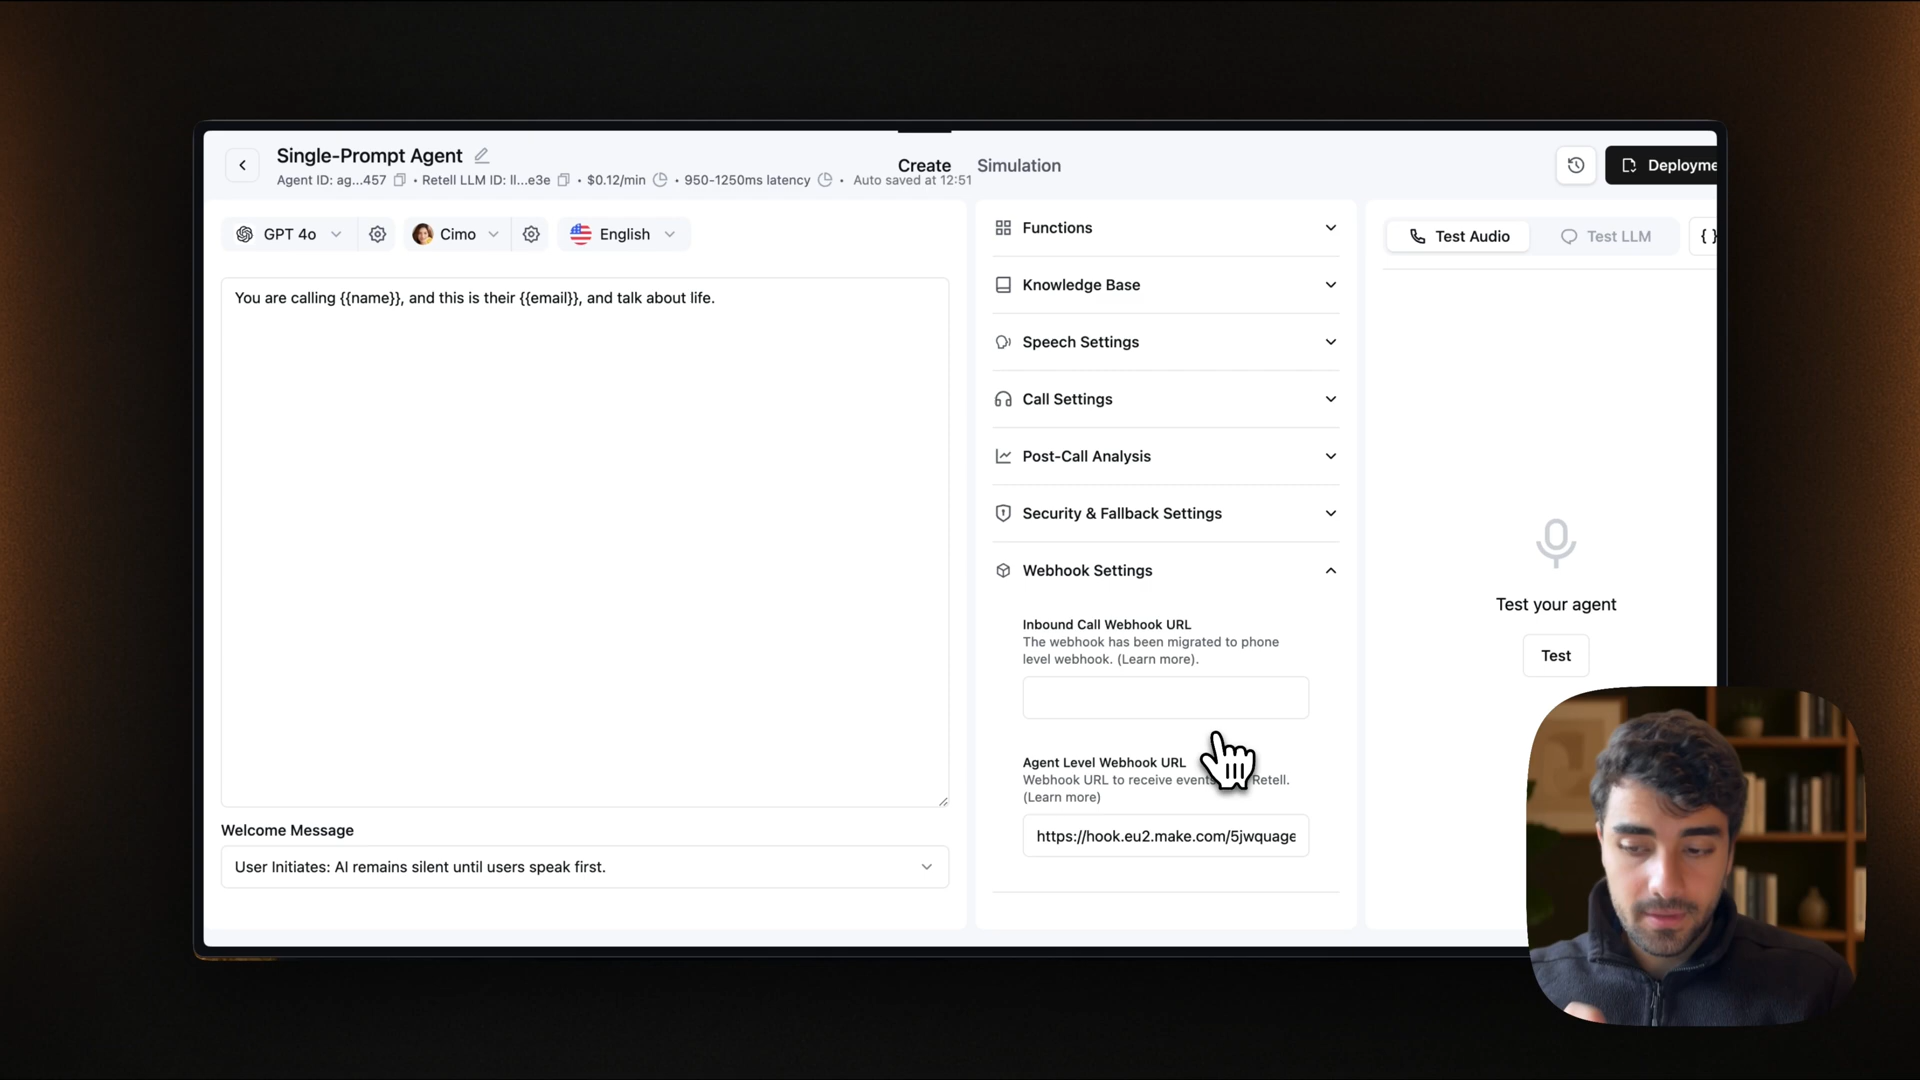 Single-Prompt Agent
Agent ID: ag...457 • Retell LLM ID: ll...e3e • $0.12/min • 950-1250ms latency • Auto saved at 12:51
Create
Simulation
Deployme
GPT 4o
Cimo
English
You are calling {{name}}, and this is their {{email}}, and talk about life.
Welcome Message
User Initiates: AI remains silent until users speak first.
Functions
Knowledge Base
Speech Settings
Call Settings
Post-Call Analysis
Security & Fallback Settings
Webhook Settings
Inbound Call Webhook URL
The webhook has been migrated to phone
level webhook. (Learn more).
Agent Level Webhook URL
Webhook URL to receive events Retell.
(Learn more)
https://hook.eu2.make.com/5jwquage
Test Audio
Test LLM
{ }
Test your agent
Test